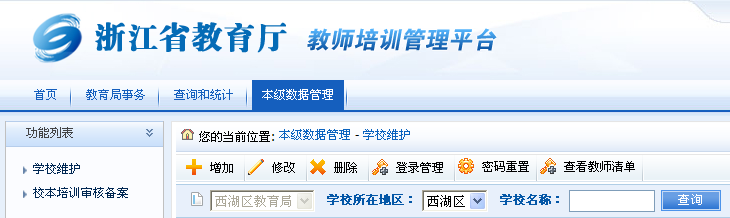 浙江省教育厅 教师培训管理平台
首页 教育局事务 查询和统计 本级数据管理
功能列表
您的当前位置: 本级数据管理 - 学校维护
学校维护
增加 修改 删除 登录管理 密码重置 查看教师清单
校本培训审核备案
西湖区教育局 学校所在地区： 西湖区 学校名称： 查询